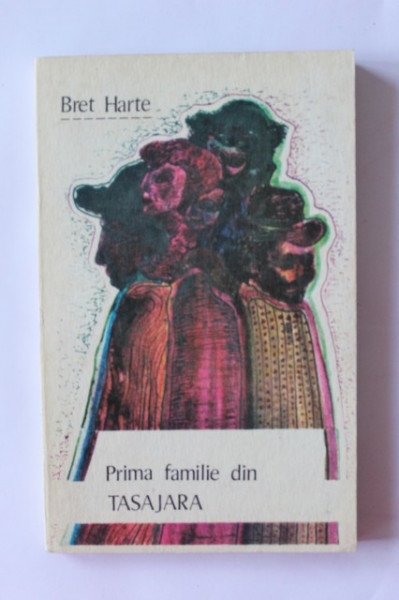 Bret Harte
Prima familie din
TASAJARA